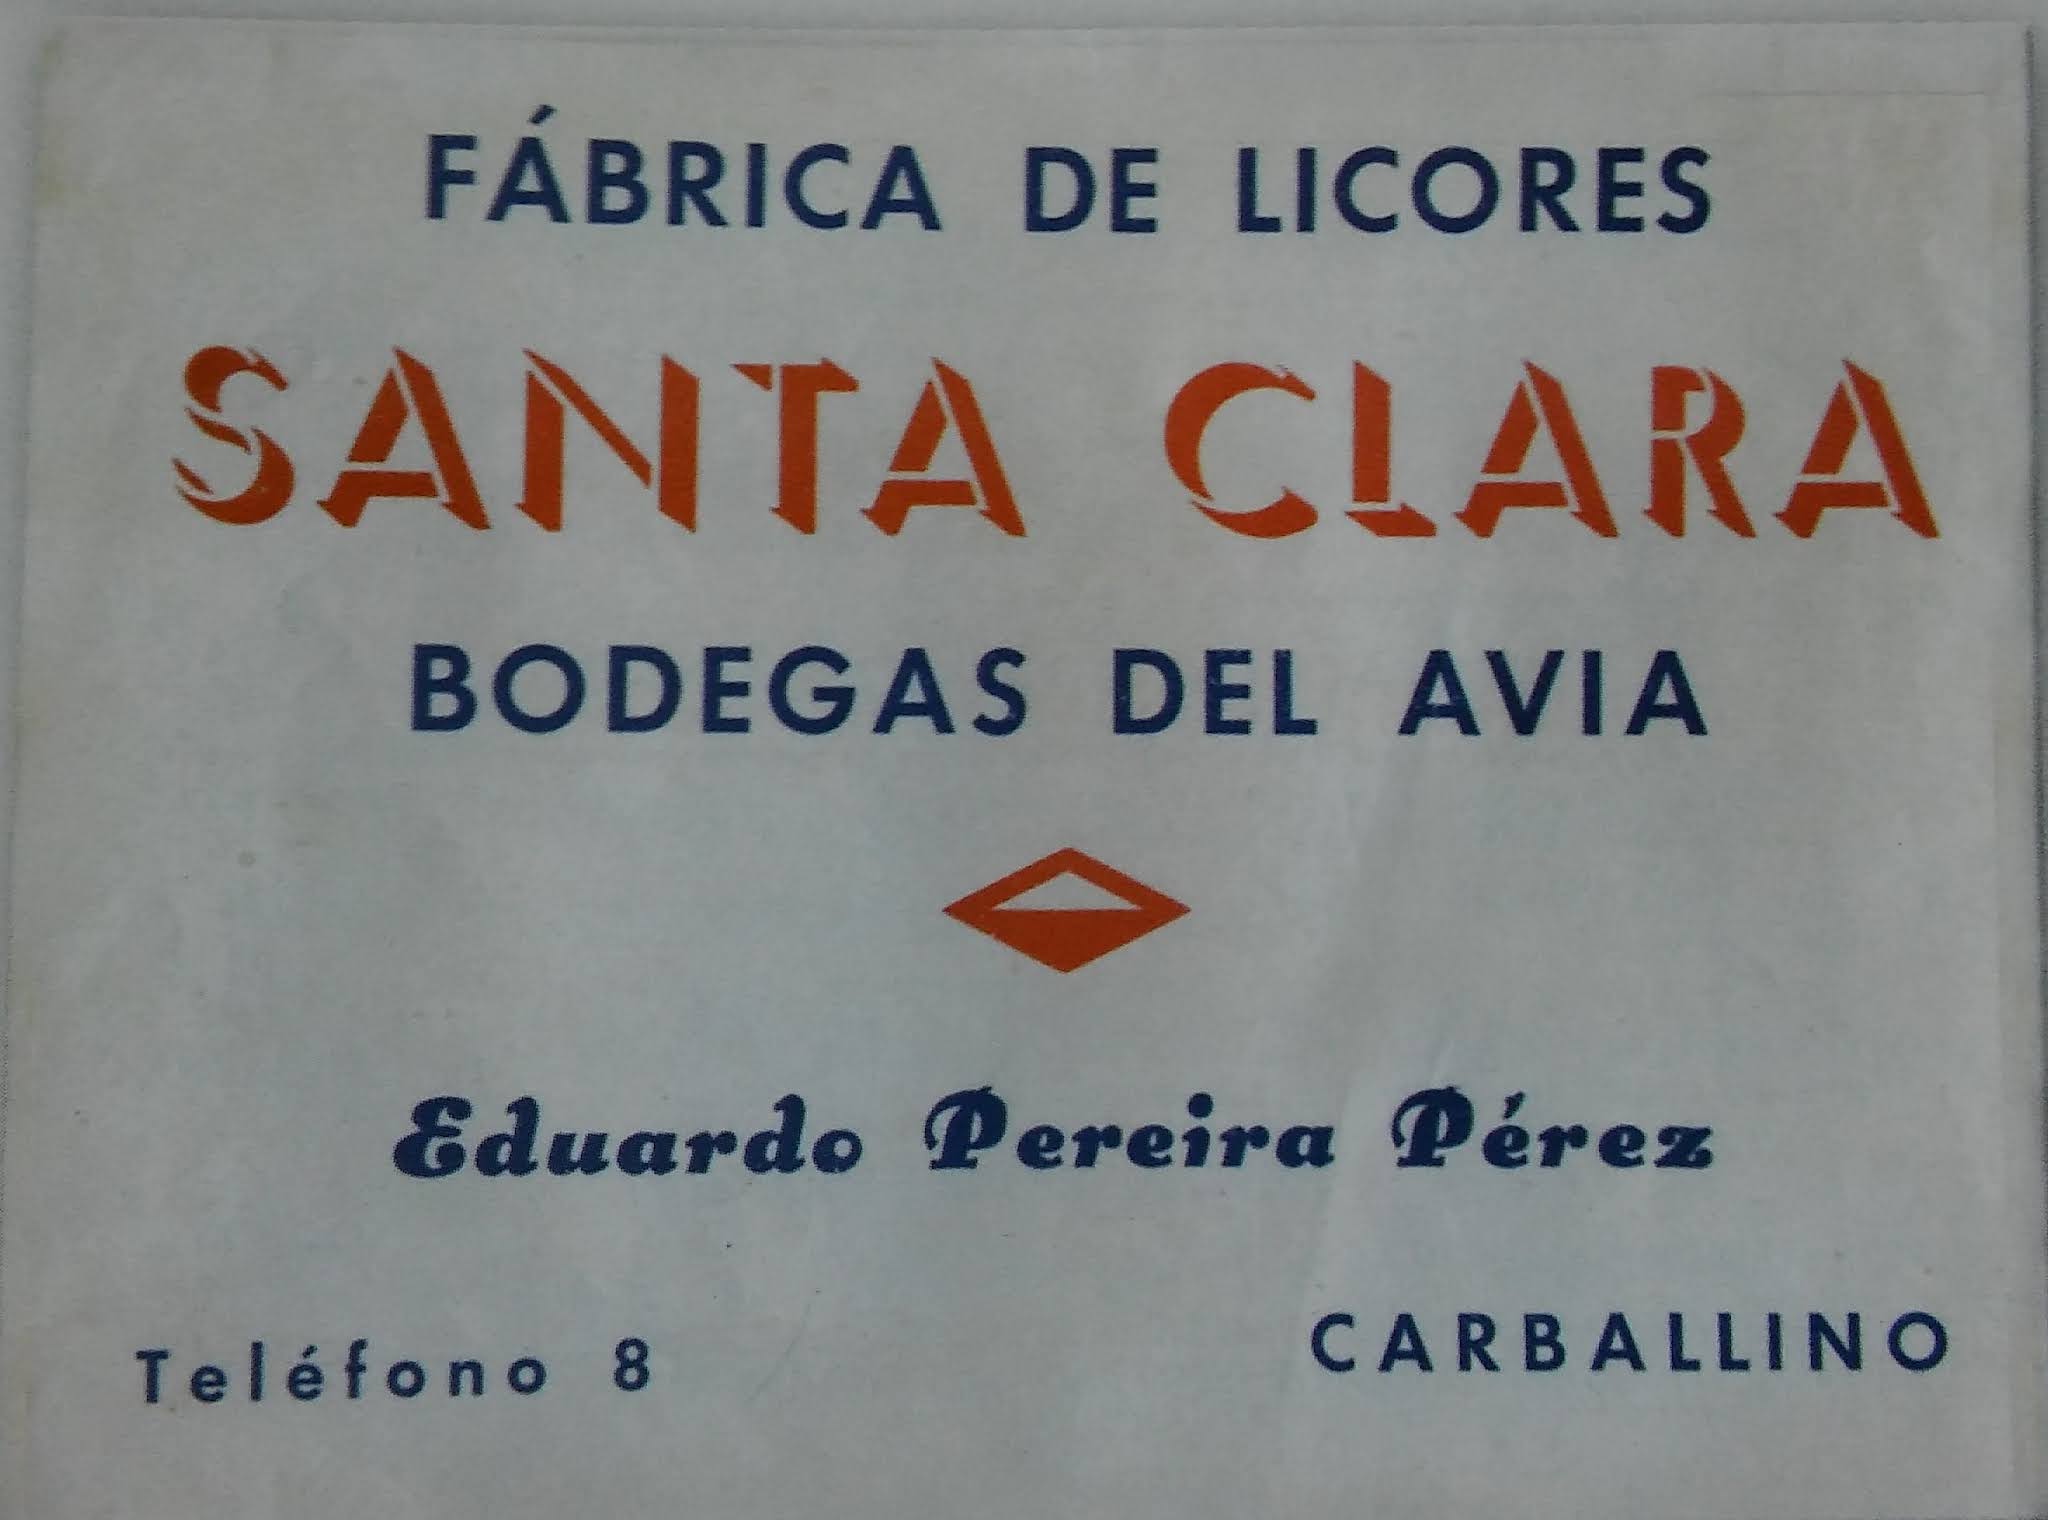 FÁBRICA DE LICORES
SANTA CLARA
BODEGAS DEL AVIA
Eduardo Pereira Pérez
Teléfono 8
CARBALLINO